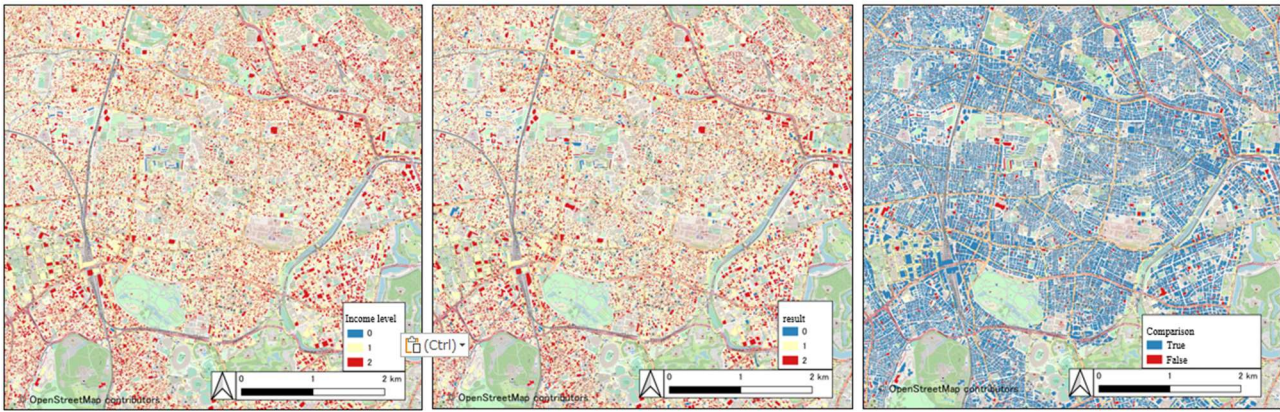 Income level
0
1
2
0
1
2 km
© OpenStreetMap contributors
(Ctrl)
result
0
1
2
0
1
2 km
© OpenStreetMap contributors
Comparison
True
False
0
1
2 km
© OpenStreetMap contributors